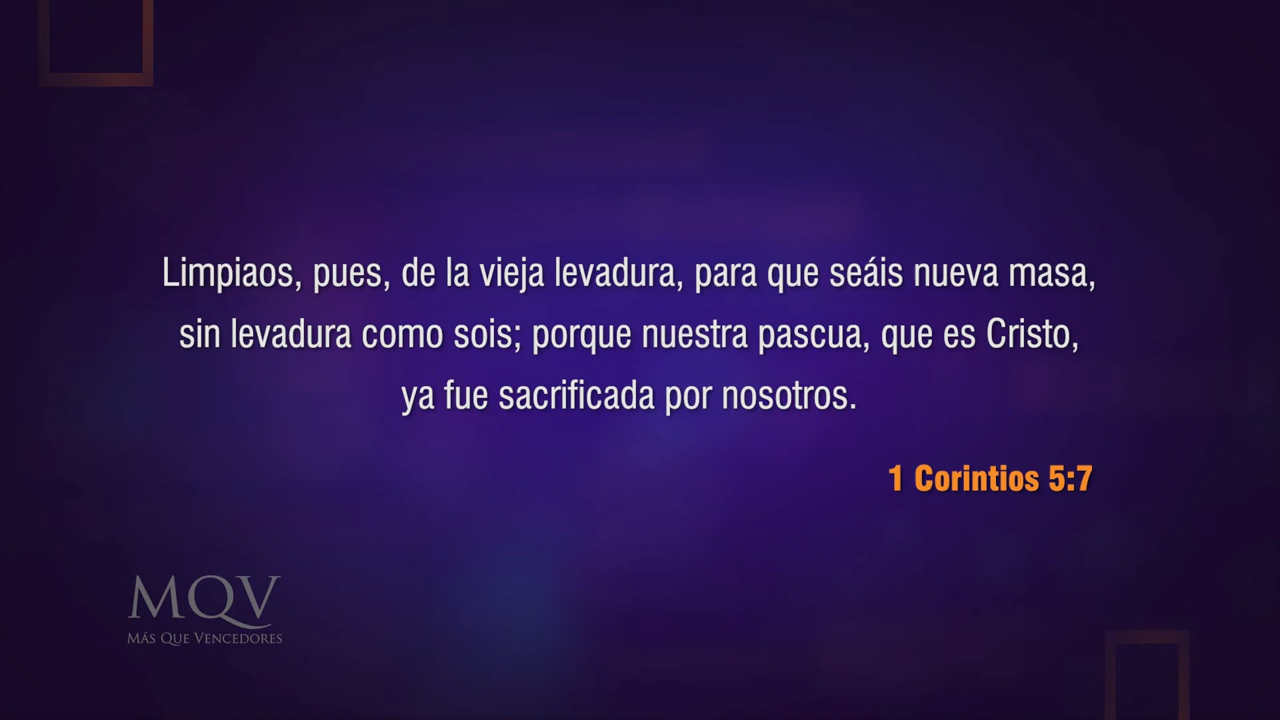 Limpiaos, pues, de la vieja levadura, para que seáis nueva masa,
sin levadura como sois; porque nuestra pascua, que es Cristo,
ya fue sacrificada por nosotros.
1 Corintios 5:7
MQV
MÁS QUE VENCEDORES